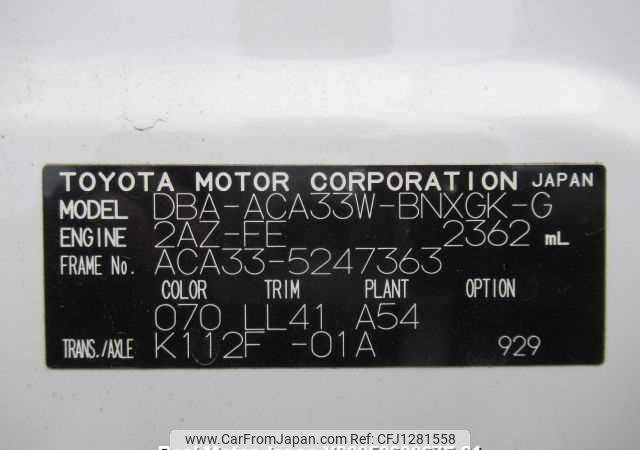 TOYOTA MOTOR CORPORATION JAPAN
MODEL DBA-ACA33W-BNXGK-G
ENGINE 2AZ-FE 2362 mL
FRAME No. ACA33-5247363
COLOR TRIM PLANT OPTION
070 LL41 A54
TRANS./AXLE K112F -01A 929
www.CarFromJapan.com Ref: CFJ1281558